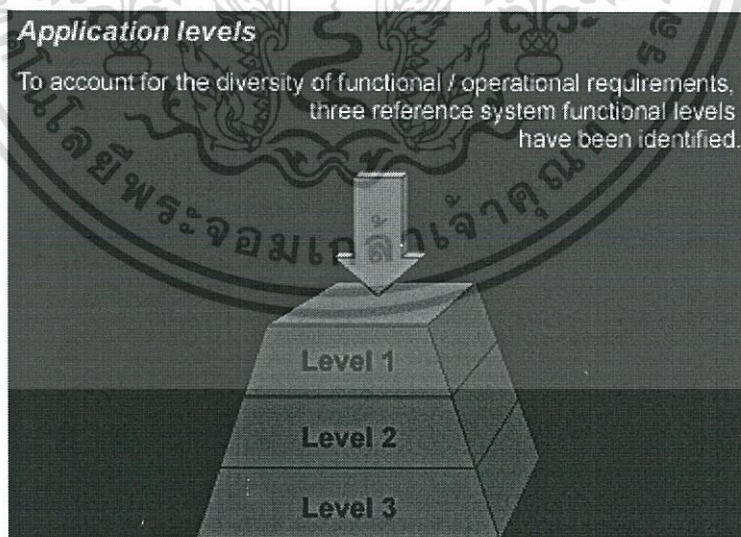 Application levels
To account for the diversity of functional / operational requirements,
three reference system functional levels
have been identified.
Level 1
Level 2
Level 3